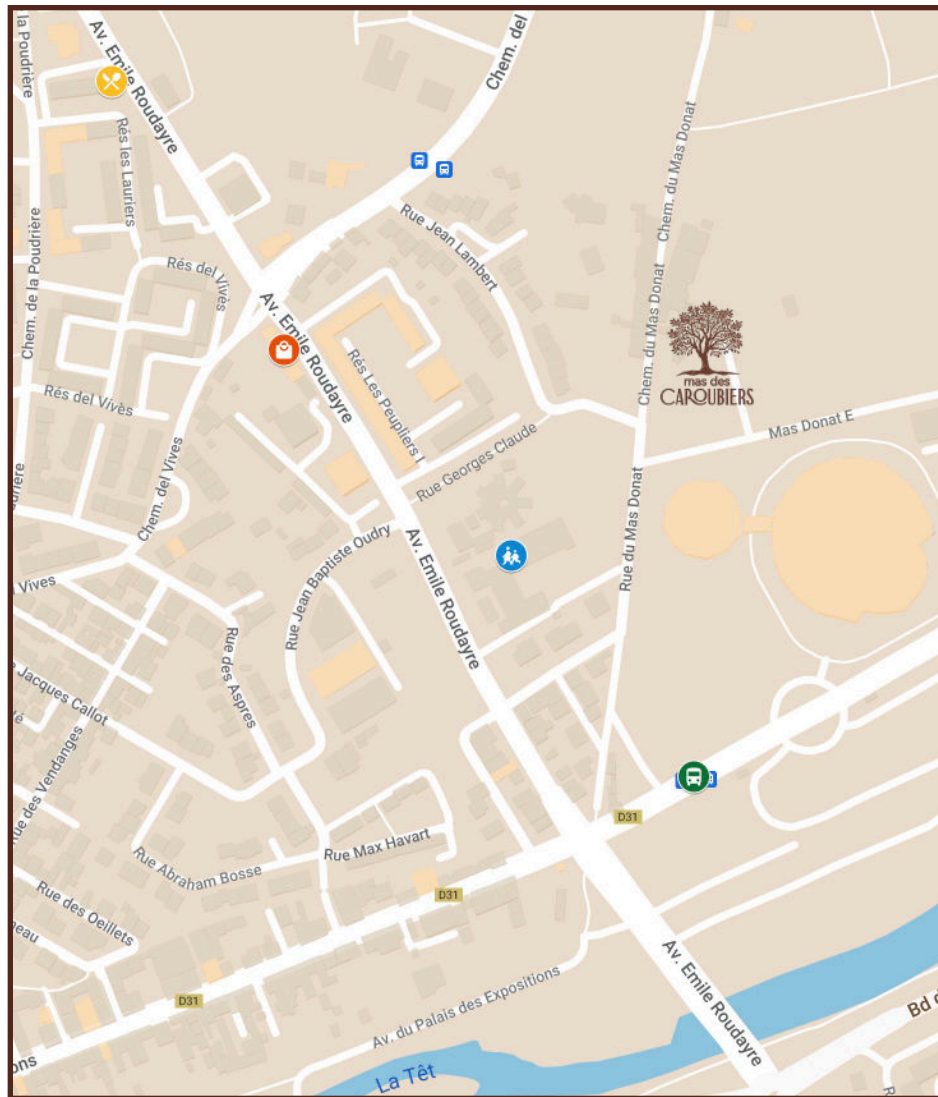 la Poudrière
Av. Emile Roudayre
Chem. del
Rés les Lauriers
Chem. du Mas Donat
Rue Jean Lambert
Chem. de la Poudrière
Rés del Vivès
Chem. du Mas Donat
Av. Emile Roudayre
mas des
CAROUBIERS
Rés Les Peupliers I
Rés del Vivès
Mas Donat E
Rue Georges Claude
Chem. del Vives
Rue du Mas Donat
Rue Jean Baptiste Oudry
Av. Emile Roudayre
Vives
Rue des Aspres
Jacques Callot
Rue des Vendanges
D31
Rue Max Havart
Rue Abraham Bosse
D31
Rue des Oeillets
Av. Emile Roudayre
D31
Av. du Palais des Expositions
Bd d
ons
La Têt